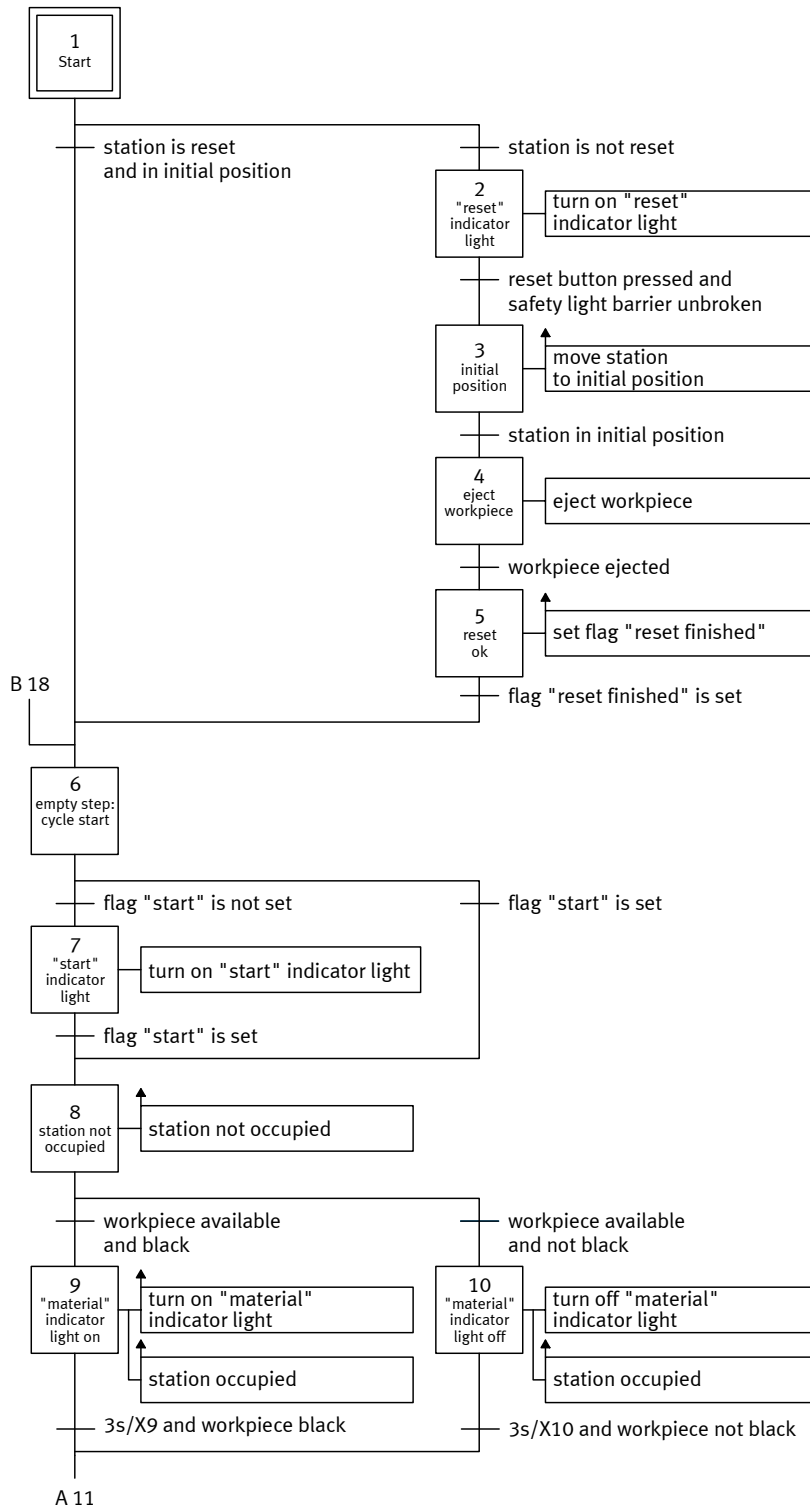 1
Start
station is reset
and in initial position
station is not reset
2
"reset"
indicator
light
turn on "reset"
indicator light
reset button pressed and
safety light barrier unbroken
3
initial
position
move station
to initial position
station in initial position
4
eject
workpiece
eject workpiece
workpiece ejected
5
reset
ok
set flag "reset finished"
flag "reset finished" is set
B 18
6
empty step:
cycle start
flag "start" is not set
flag "start" is set
7
"start"
indicator
light
turn on "start" indicator light
flag "start" is set
8
station not
occupied
station not occupied
workpiece available
and black
workpiece available
and not black
9
"material"
indicator
light on
turn on "material"
indicator light
station occupied
10
"material"
indicator
light off
turn off "material"
indicator light
station occupied
3s/X9 and workpiece black
3s/X10 and workpiece not black
A 11